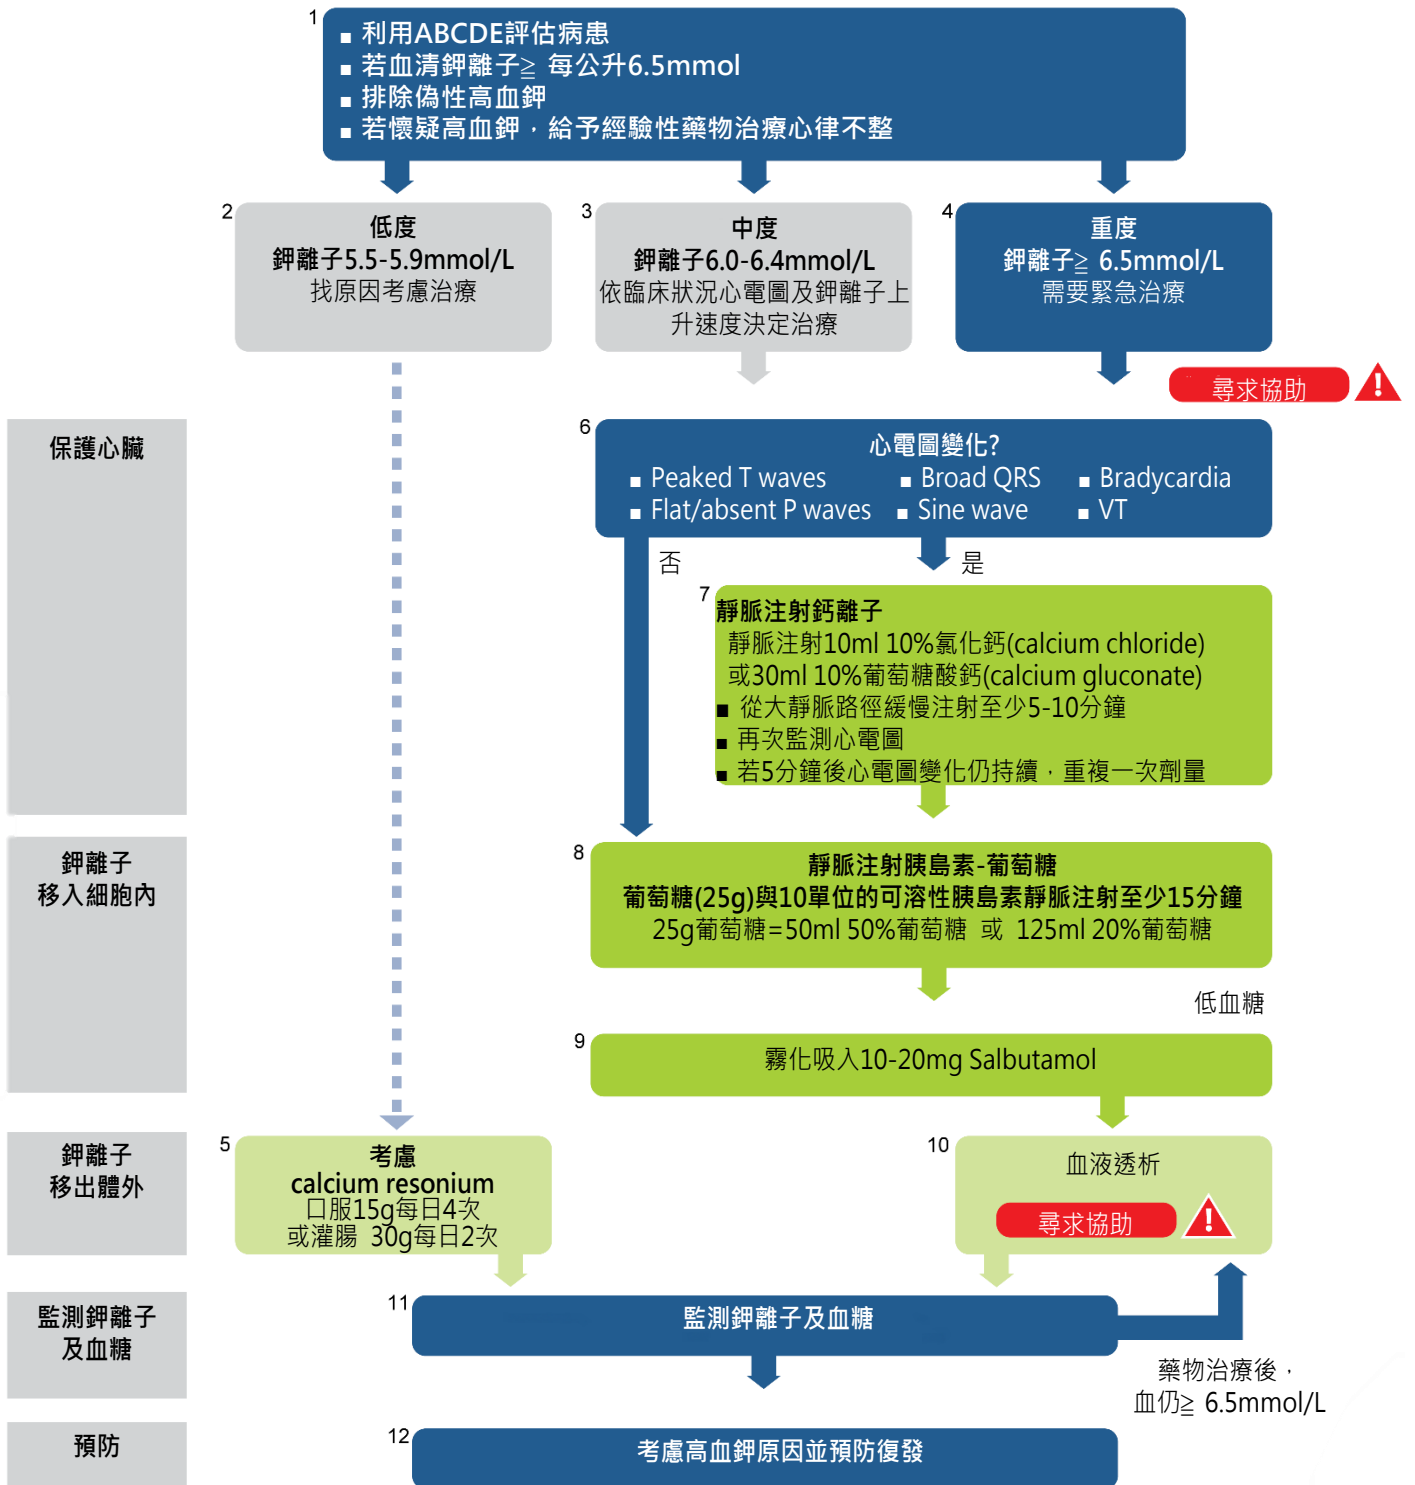 1
■ 利用ABCDE評估病患
■ 若血清鉀離子≧ 每公升6.5mmol
■ 排除偽性高血鉀
■ 若懷疑高血鉀，給予經驗性藥物治療心律不整
2
低度
鉀離子5.5-5.9mmol/L
找原因考慮治療
3
中度
鉀離子6.0-6.4mmol/L
依臨床狀況心電圖及鉀離子上
升速度決定治療
4
重度
鉀離子≧ 6.5mmol/L
需要緊急治療
尋求協助
!
保護心臟
6
心電圖變化?
■ Peaked T waves ■ Broad QRS ■ Bradycardia
■ Flat/absent P waves ■ Sine wave ■ VT
否
是
7
靜脈注射鈣離子
靜脈注射10ml 10%氯化鈣(calcium chloride)
或30ml 10%葡萄糖酸鈣(calcium gluconate)
■ 從大靜脈路徑緩慢注射至少5-10分鐘
■ 再次監測心電圖
■ 若5分鐘後心電圖變化仍持續，重複一次劑量
鉀離子
移入細胞內
8
靜脈注射胰島素-葡萄糖
葡萄糖(25g)與10單位的可溶性胰島素靜脈注射至少15分鐘
25g葡萄糖=50ml 50%葡萄糖 或 125ml 20%葡萄糖
低血糖
9
霧化吸入10-20mg Salbutamol
鉀離子
移出體外
5
考慮
calcium resonium
口服15g每日4次
或灌腸 30g每日2次
10
血液透析
尋求協助
!
監測鉀離子
及血糖
11
監測鉀離子及血糖
藥物治療後，
血仍≧ 6.5mmol/L
預防
12
考慮高血鉀原因並預防復發